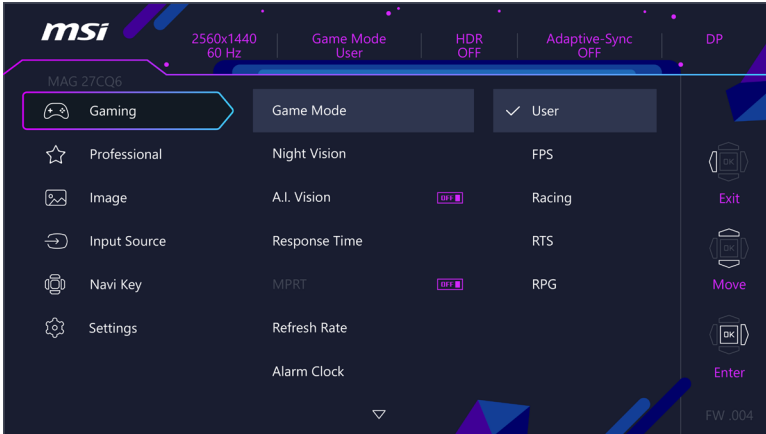 msi
2560x1440
60 Hz
Game Mode
User
HDR
OFF
Adaptive-Sync
OFF
DP
MAG 27CQ6
Gaming
Professional
Image
Input Source
Navi Key
Settings
Game Mode
Night Vision
A.I. Vision OFF
Response Time
MPRT OFF
Refresh Rate
Alarm Clock
User
FPS
Racing
RTS
RPG
OK
Exit
OK
Move
OK
Enter
FW .004